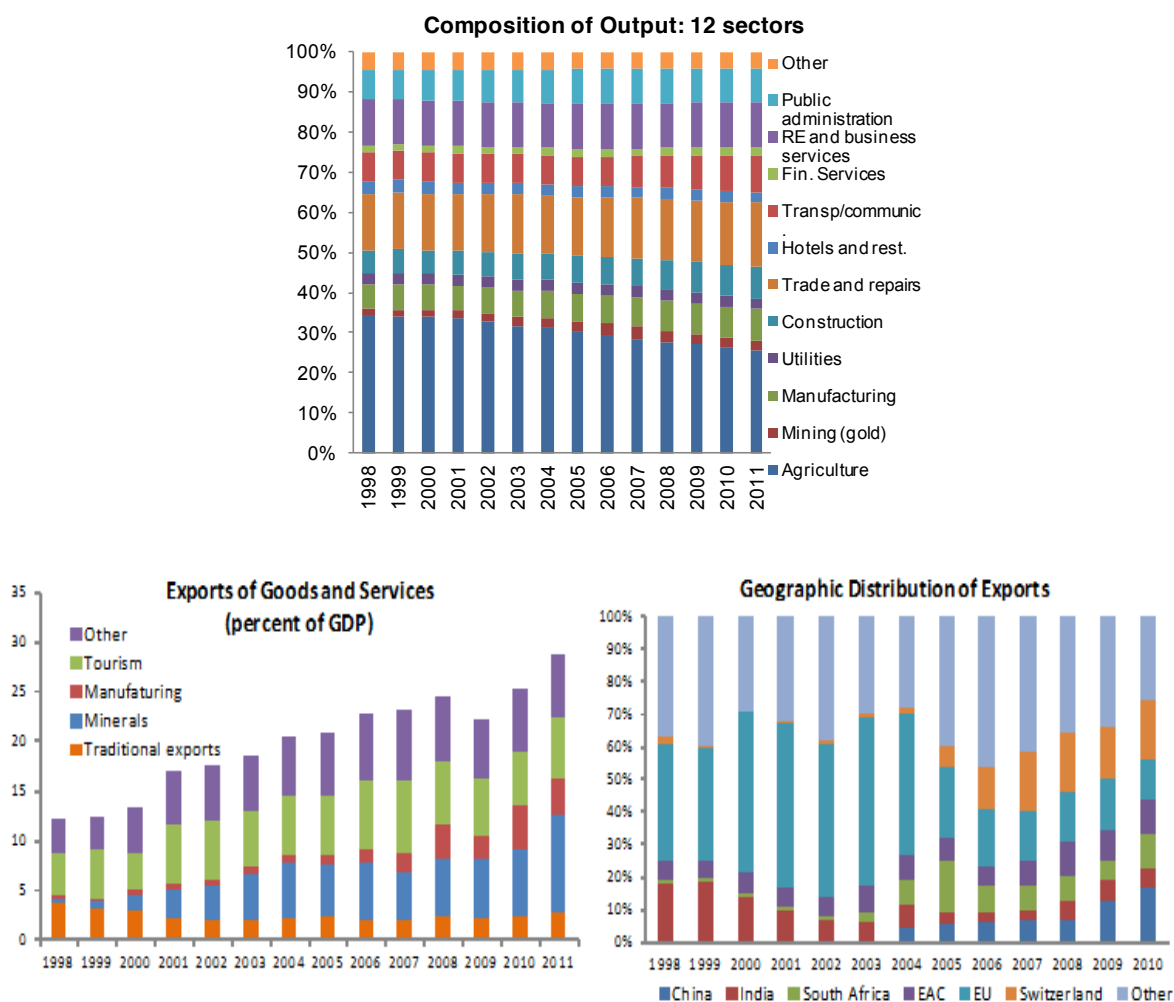 Composition of Output: 12 sectors
100%
90%
80%
70%
60%
50%
40%
30%
20%
10%
0%
1998 1999 2000 2001 2002 2003 2004 2005 2006 2007 2008 2009 2010 2011
Other
Public
administration
RE and business
services
Fin. Services
Transp/communic
.
Hotels and rest.
Trade and repairs
Construction
Utilities
Manufacturing
Mining (gold)
Agriculture
Exports of Goods and Services
(percent of GDP)
35
30
25
20
15
10
5
0
Other
Tourism
Manufaturing
Minerals
Traditional exports
1998 1999 2000 2001 2002 2003 2004 2005 2006 2007 2008 2009 2010 2011
Geographic Distribution of Exports
100%
90%
80%
70%
60%
50%
40%
30%
20%
10%
0%
1998 1999 2000 2001 2002 2003 2004 2005 2006 2007 2008 2009 2010
China India South Africa EAC EU Switzerland Other